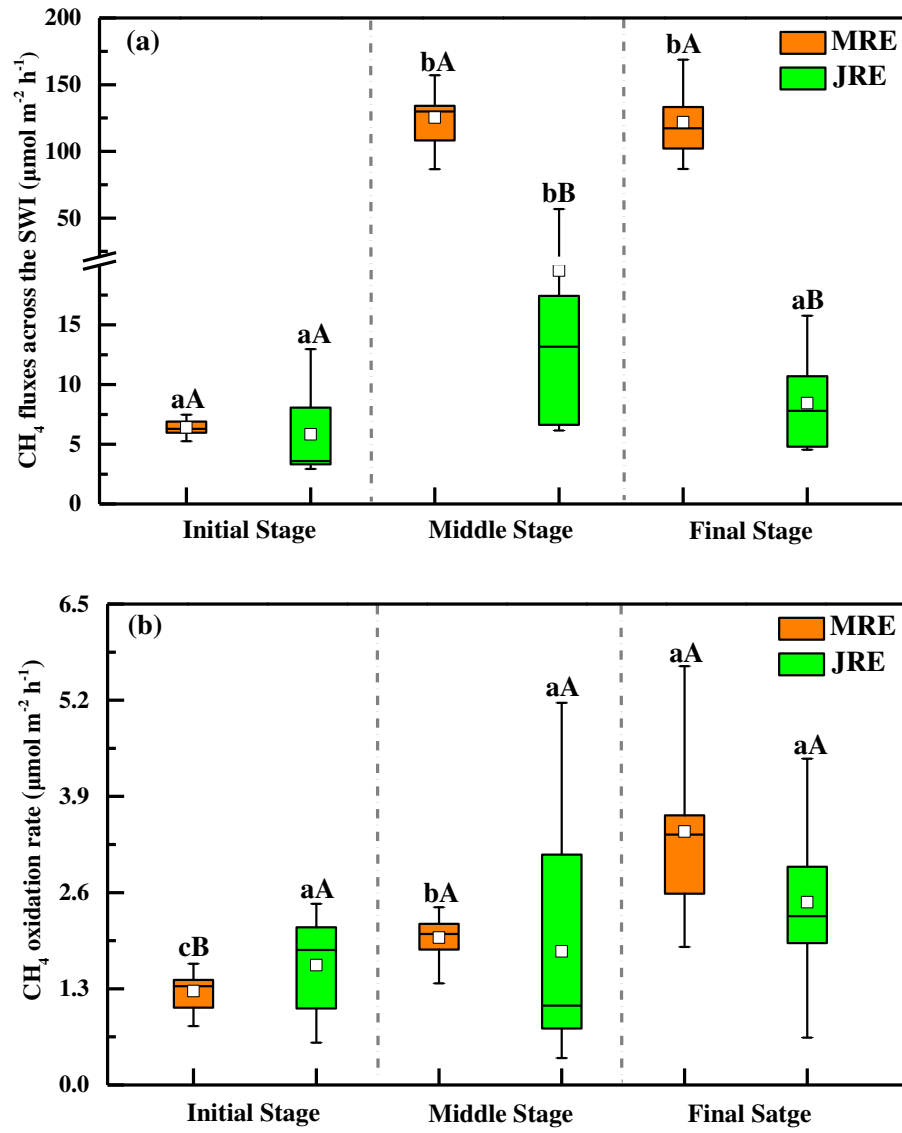 (a)
MRE
JRE
CH₄ fluxes across the SWI (μmol m⁻² h⁻¹)
200
150
100
50
15
10
5
0
aA
aA
bA
bB
bA
aB
Initial Stage
Middle Stage
Final Stage
(b)
MRE
JRE
CH₄ oxidation rate (μmol m⁻² h⁻¹)
6.5
5.2
3.9
2.6
1.3
0.0
cB
aA
bA
aA
aA
aA
Initial Stage
Middle Stage
Final Satge